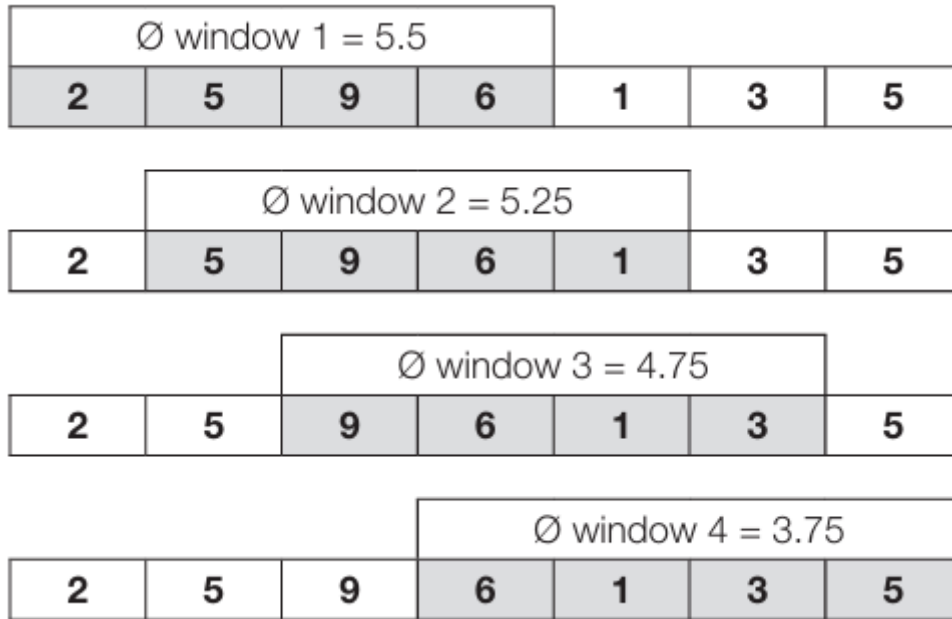 Ø window 1 = 5.5
2 5 9 6 1 3 5
Ø window 2 = 5.25
2 5 9 6 1 3 5
Ø window 3 = 4.75
2 5 9 6 1 3 5
Ø window 4 = 3.75
2 5 9 6 1 3 5